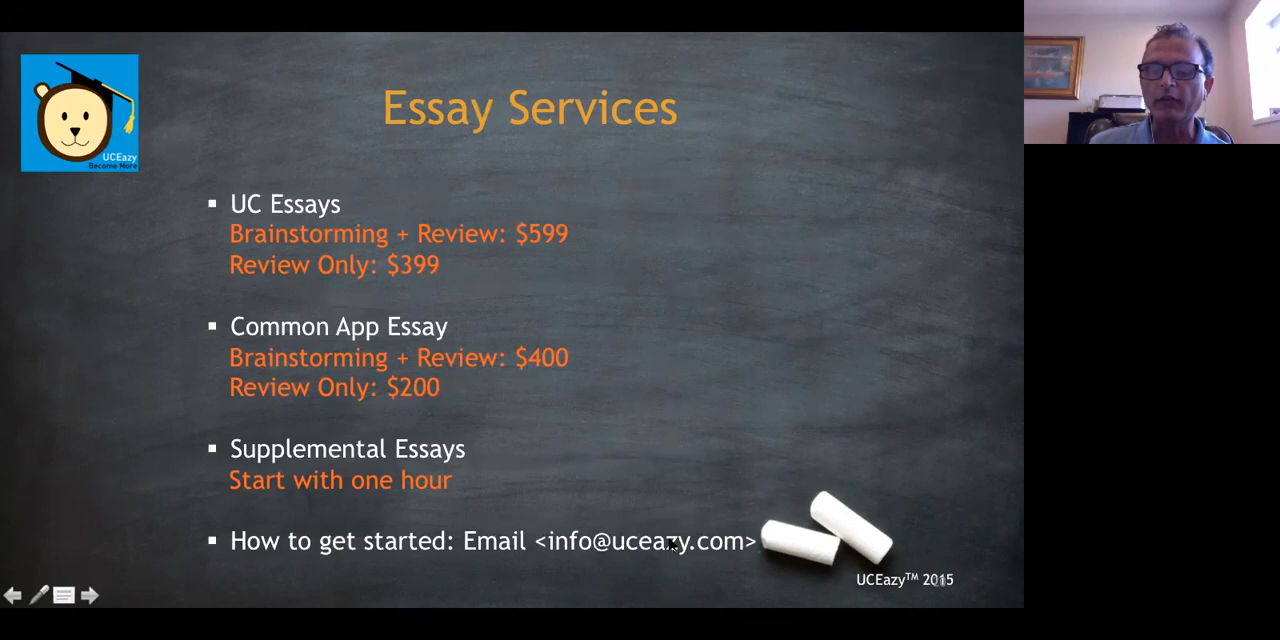 UCEazy
Become More
Essay Services
UC Essays
Brainstorming + Review: $599
Review Only: $399
Common App Essay
Brainstorming + Review: $400
Review Only: $200
Supplemental Essays
Start with one hour
How to get started: Email <info@uceazy.com>
UCEazy™ 2015